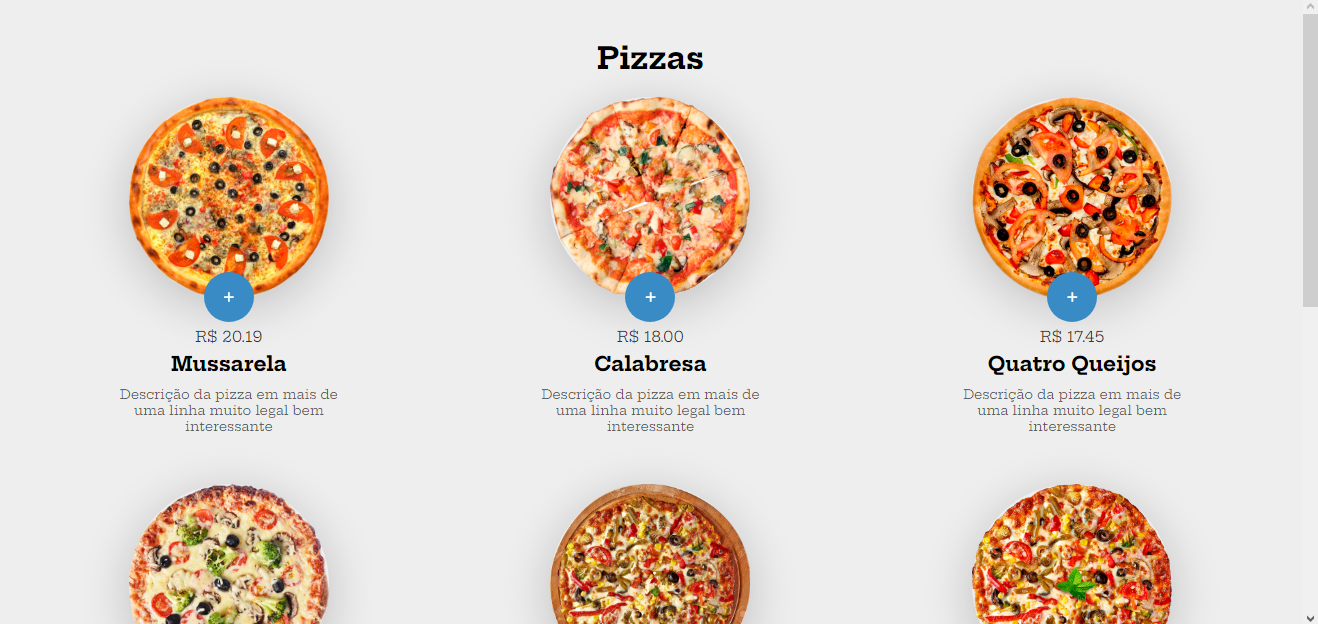 Pizzas
+
+
+
R$ 20.19
Mussarela
Descrição da pizza em mais de
uma linha muito legal bem
interessante
R$ 18.00
Calabresa
Descrição da pizza em mais de
uma linha muito legal bem
interessante
R$ 17.45
Quatro Queijos
Descrição da pizza em mais de
uma linha muito legal bem
interessante